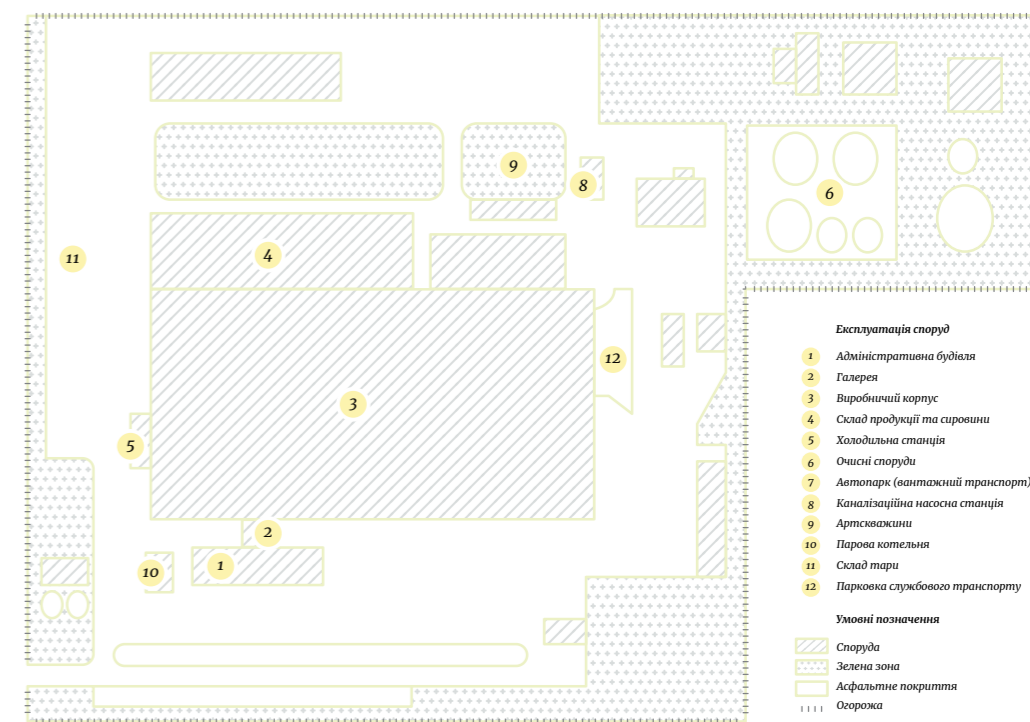 9
8
6
4
11
12
3
5
2
1
10
Експлуатація споруд
1 Адміністративна будівля
2 Галерея
3 Виробничий корпус
4 Склад продукції та сировини
5 Холодильна станція
6 Очисні споруди
7 Автопарк (вантажний транспорт)
8 Каналізаційна насосна станція
9 Артскважини
10 Парова котельня
11 Склад тари
12 Парковка службового транспорту
Умовні позначення
Споруда
Зелена зона
Асфальтне покриття
Огорожа